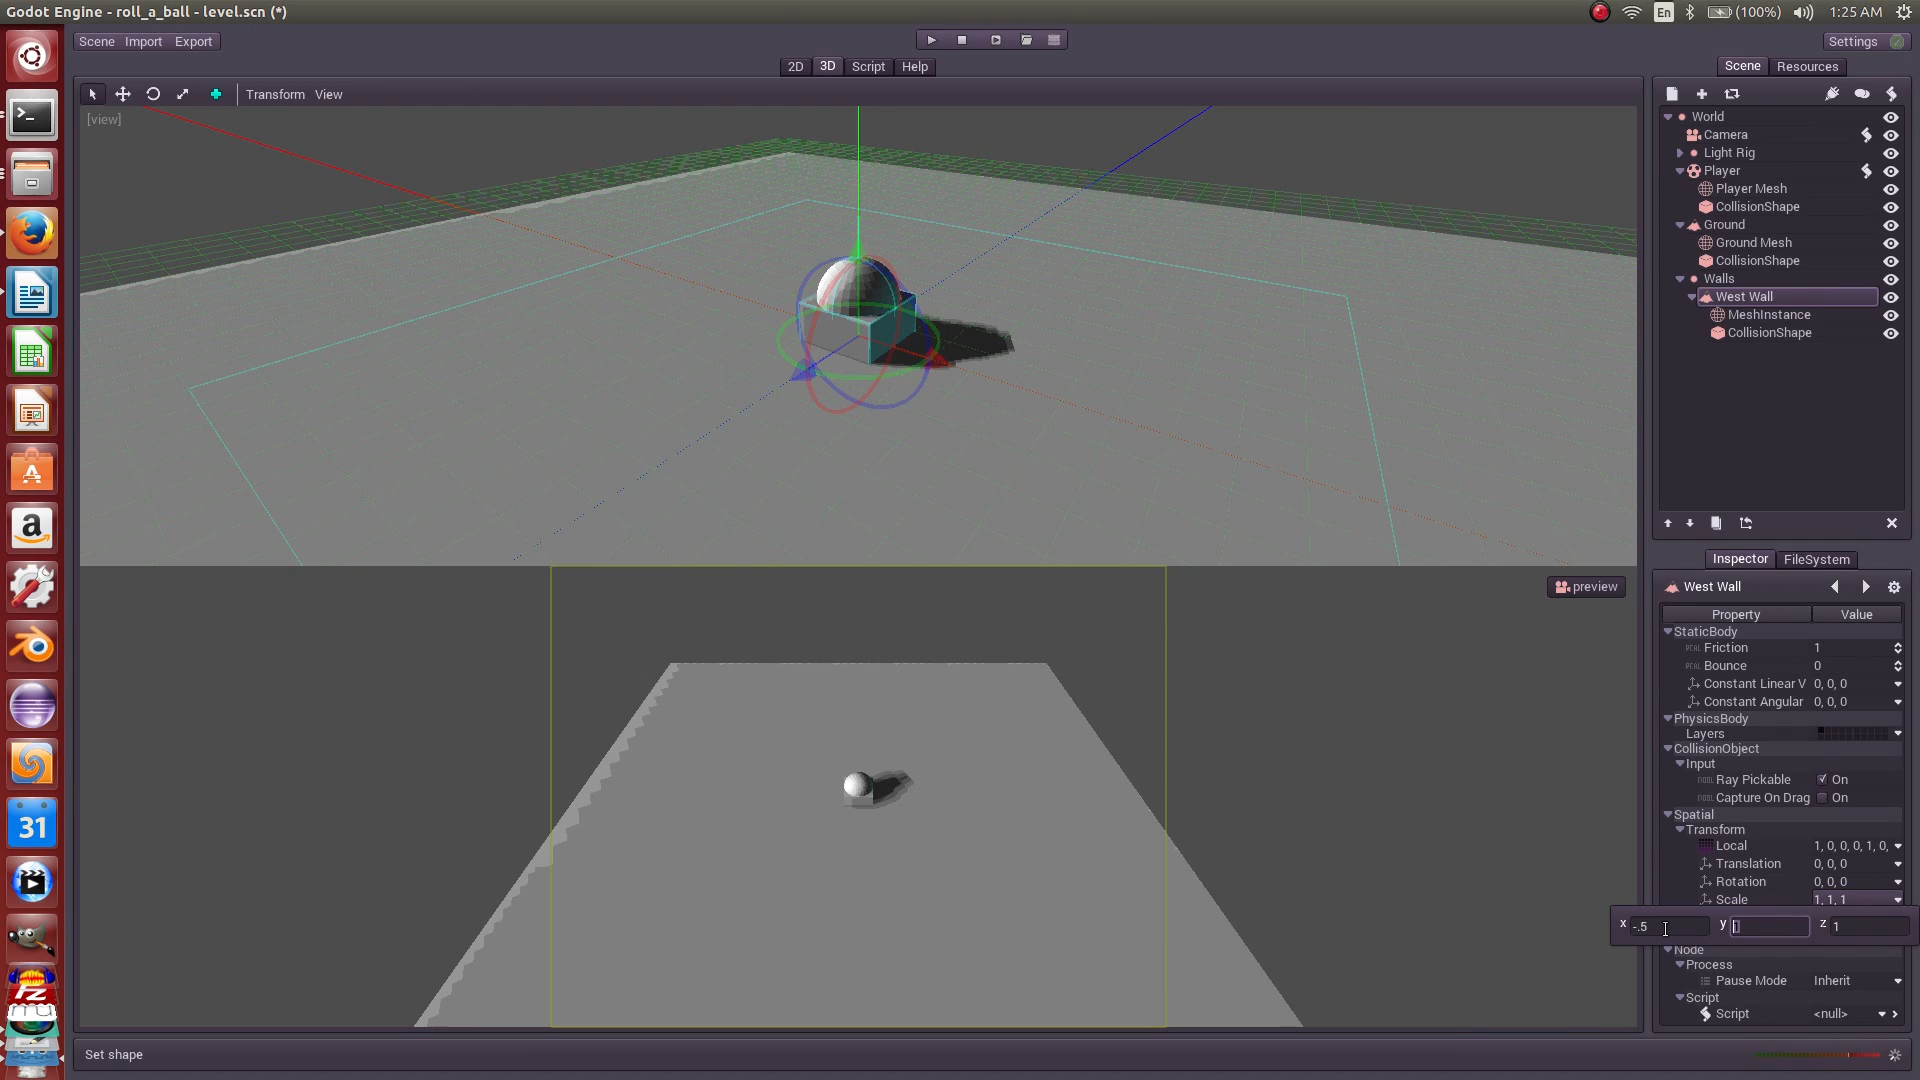 Godot Engine - roll_a_ball - level.scn (*)
En
(100%)
1:25 AM
Scene Import Export
Settings
2D 3D Script Help
Scene Resources
Transform View
[view]
World
Camera
Light Rig
Player
Player Mesh
CollisionShape
Ground
Ground Mesh
CollisionShape
Walls
West Wall
MeshInstance
CollisionShape
preview
Inspector FileSystem
West Wall
Property Value
StaticBody
Friction 1
Bounce 0
Constant Linear V 0, 0, 0
Constant Angular 0, 0, 0
PhysicsBody
Layers
CollisionObject
Input
Ray Pickable On
Capture On Drag On
Spatial
Transform
Local 1, 0, 0, 0, 1, 0,
Translation 0, 0, 0
Rotation 0, 0, 0
Scale 1, 1, 1
x -.5 y z 1
Node
Process
Pause Mode Inherit
Script
Script <null>
31
Set shape